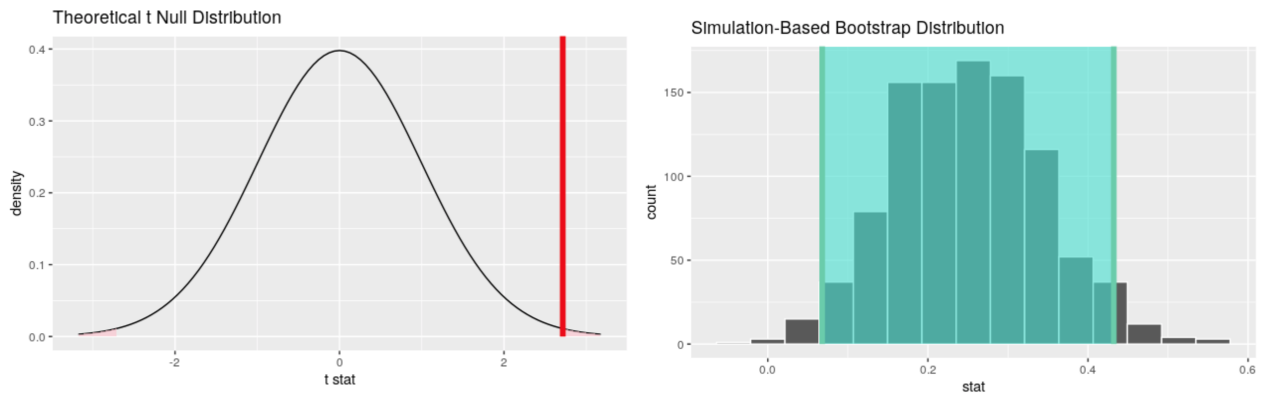 Theoretical t Null Distribution
0.4
0.3
0.2
0.1
0.0
density
-2 0 2
t stat
Simulation-Based Bootstrap Distribution
150
100
50
0
count
0.0 0.2 0.4 0.6
stat